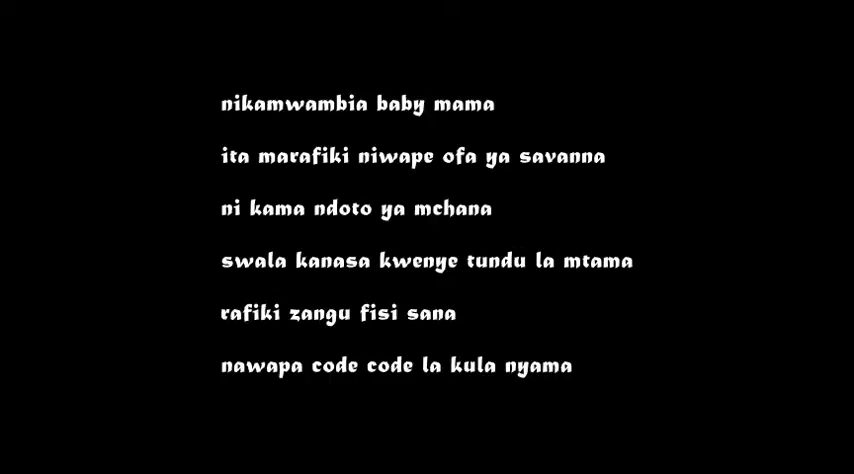 nikamwambia baby mama
ita marafiki niwape ofa ya savanna
ni kama ndoto ya mchana
swala kanasa kwenye tundu la mtama
rafiki zangu fisi sana
nawapa code code la kula nyama